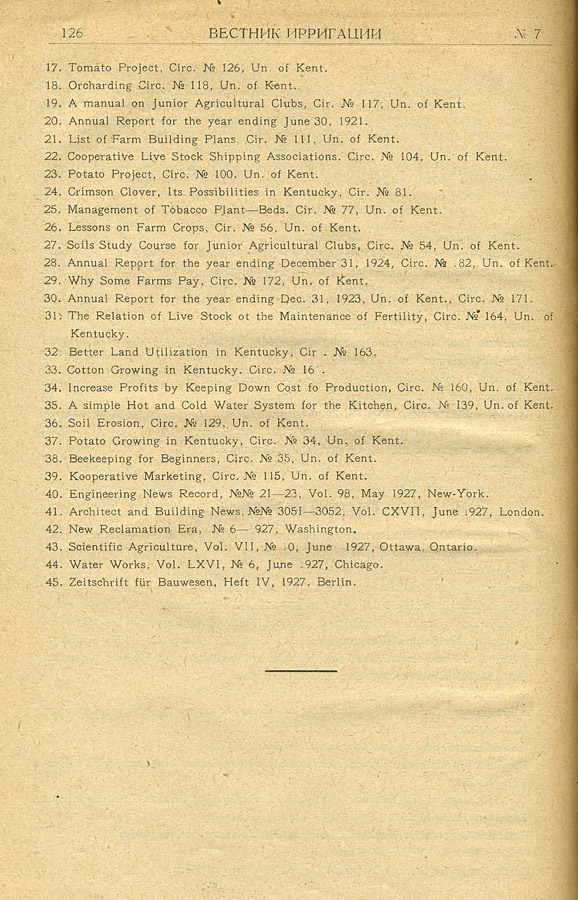 126 ВЕСТНИК ИРРИГАЦИИ № 7
17. Tomato Project, Circ. № 126, Un. of Kent.
18. Orcharding Circ. № 118, Un. of Kent.
19. A manual on Junior Agricultural Clubs, Cir. № 117, Un. of Kent.
20. Annual Report for the year ending June 30, 1921.
21. List of Farm Building Plans. Cir. № 111, Un. of Kent.
22. Cooperative Live Stock Shipping Associations. Circ. № 104, Un. of Kent.
23. Potato Project, Circ. № 100. Un. of Kent.
24. Crimson Clover, Its Possibilities in Kentucky, Cir. № 81.
25. Management of Tobacco Plant—Beds. Cir. № 77, Un. of Kent.
26. Lessons on Farm Crops, Cir. № 56, Un. of Kent.
27. Soils Study Course for Junior Agricultural Clubs, Circ. № 54, Un. of Kent.
28. Annual Report for the year ending December 31, 1924, Circ. № 82, Un. of Kent.
29. Why Some Farms Pay, Circ. № 172, Un. of Kent.
30. Annual Report for the year ending Dec. 31, 1923, Un. of Kent., Circ. № 171.
31. The Relation of Live Stock ot the Maintenance of Fertility, Circ. № 164, Un. of
Kentucky.
32. Better Land Utilization in Kentucky, Cir . № 163.
33. Cotton Growing in Kentucky. Circ. № 16 .
34. Increase Profits by Keeping Down Cost fo Production, Circ. № 160, Un. of Kent.
35. A simple Hot and Cold Water System for the Kitchen, Circ. № 139, Un. of Kent.
36. Soil Erosion, Circ. № 129, Un. of Kent.
37. Potato Growing in Kentucky, Circ. № 34, Un. of Kent.
38. Beekeeping for Beginners, Circ. № 35, Un. of Kent.
39. Kooperative Marketing, Circ. № 115, Un. of Kent.
40. Engineering News Record, №№ 21—23, Vol. 98, May 1927, New-York.
41. Architect and Building News, №№ 3051—3052, Vol. CXVII, June 1927, London.
42. New Reclamation Era, № 6— 927, Washington.
43. Scientific Agriculture, Vol. VII, № 10, June 1927, Ottawa, Ontario.
44. Water Works, Vol. LXVI, № 6, June 1927, Chicago.
45. Zeitschrift für Bauwesen, Heft IV, 1927. Berlin.